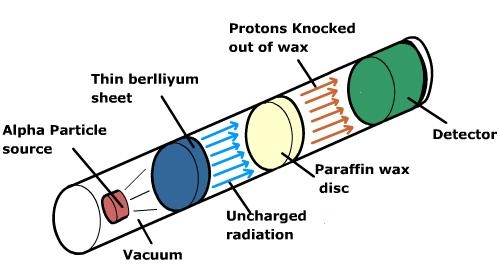 Protons Knocked
out of wax
Thin berlliyum
sheet
Alpha Particle
source
Detector
Paraffin wax
disc
Uncharged
radiation
Vacuum